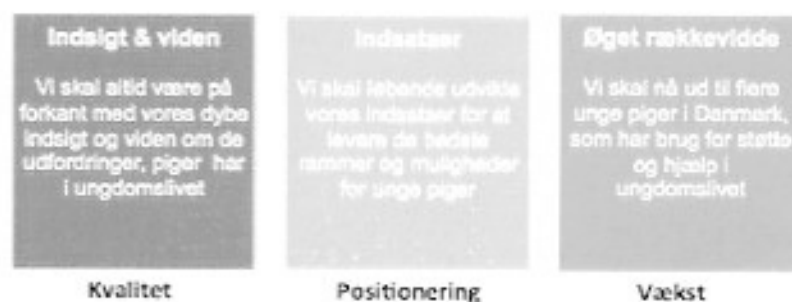 Indsigt & viden
Vi skal altid være på
forkant med vores dybe
indsigt og viden om de
udfordringer, piger har
i ungdomslivet
Kvalitet
Indsatser
Vi skal løbende udvikle
vores indsatser for at
levere de bedste
rammer og muligheder
for unge piger
Positionering
Øget rækkevidde
Vi skal nå ud til flere
unge piger i Danmark,
som har brug for støtte
og hjælp i
ungdomslivet
Vækst